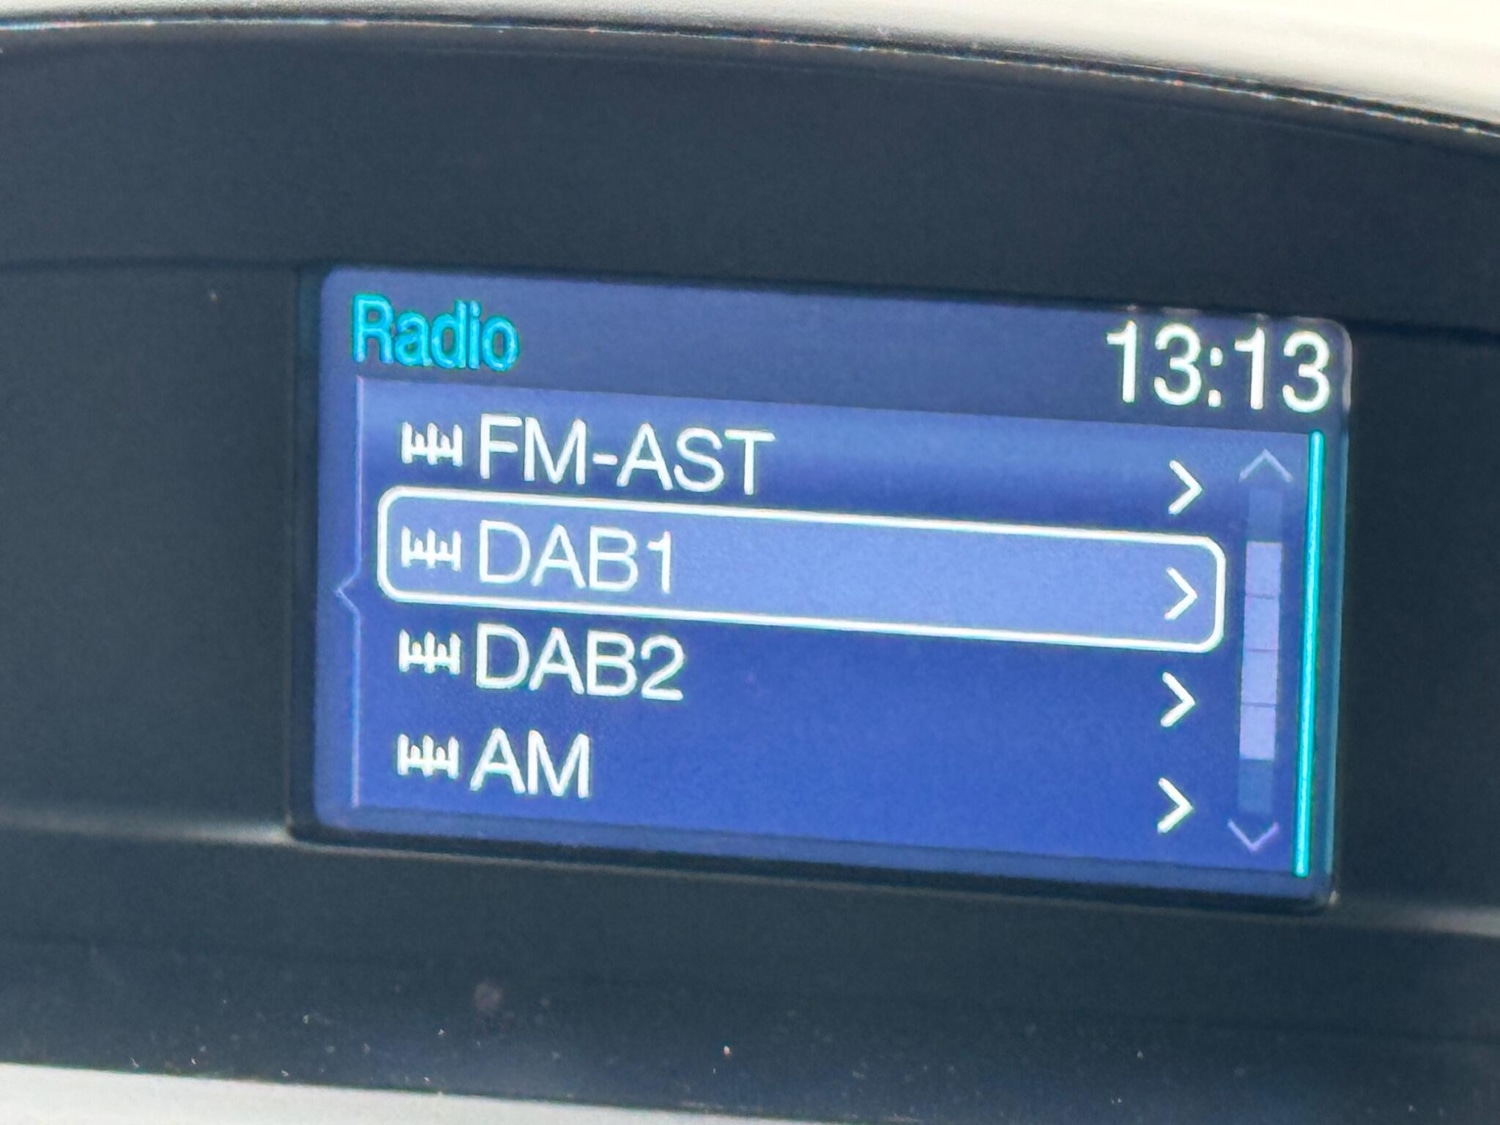 Radio
13:13
FM-AST
DAB1
DAB2
AM